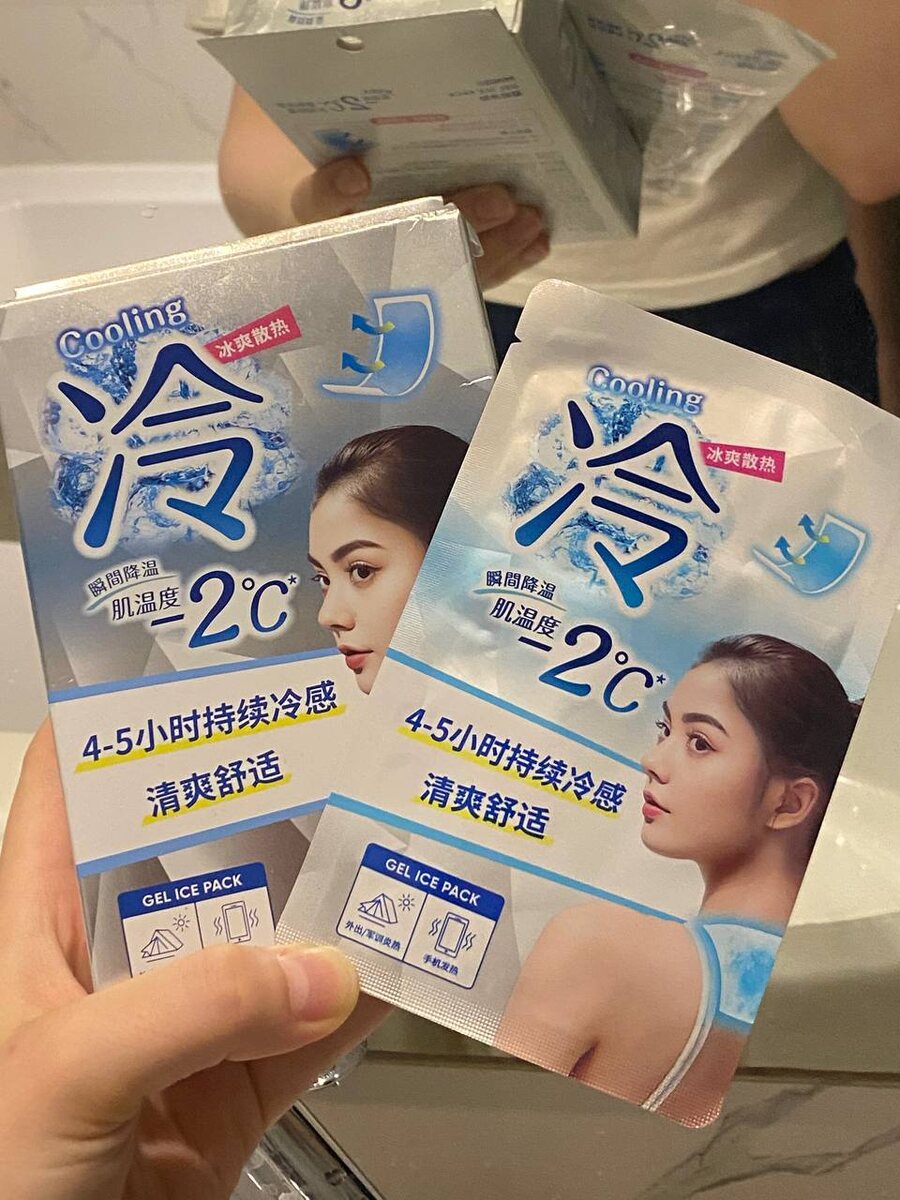 Cooling
冰爽散热
冷
瞬間降温
肌温度
-2℃*
4-5小时持续冷感
清爽舒适
GEL ICE PACK
Cooling
冰爽散热
冷
瞬間降温
肌温度
-2℃*
4-5小时持续冷感
清爽舒适
GEL ICE PACK
外出/军训炎热
手机发热